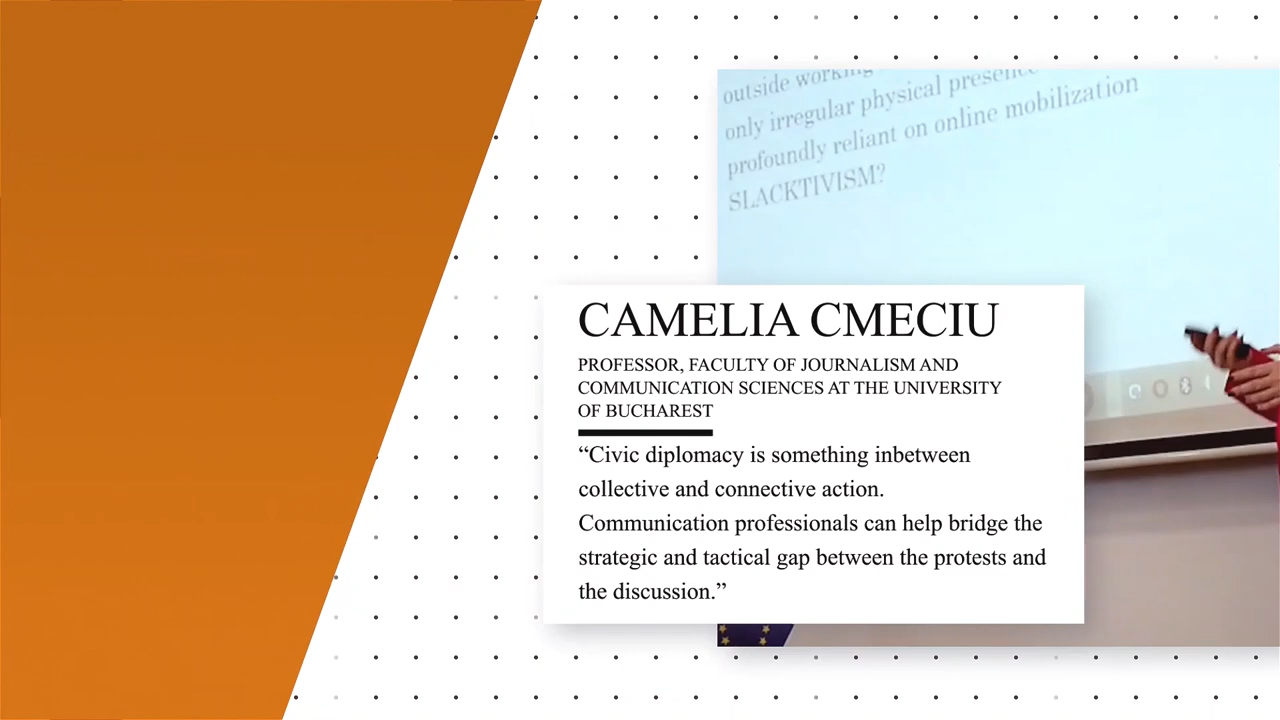 outside working
only irregular physical presence
profoundly reliant on online mobilization
SLACKTIVISM?
CAMELIA CMECIU
PROFESSOR, FACULTY OF JOURNALISM AND
COMMUNICATION SCIENCES AT THE UNIVERSITY
OF BUCHAREST
“Civic diplomacy is something inbetween
collective and connective action.
Communication professionals can help bridge the
strategic and tactical gap between the protests and
the discussion.”